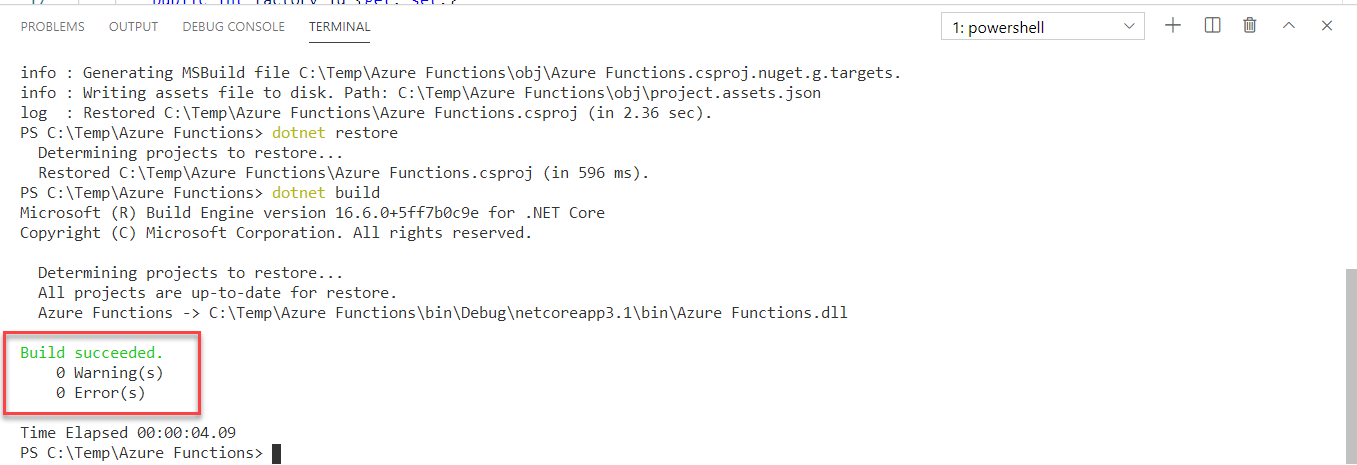 PROBLEMS OUTPUT DEBUG CONSOLE TERMINAL 1: powershell
info : Generating MSBuild file C:\Temp\Azure Functions\obj\Azure Functions.csproj.nuget.g.targets.
info : Writing assets file to disk. Path: C:\Temp\Azure Functions\obj\project.assets.json
log  : Restored C:\Temp\Azure Functions\Azure Functions.csproj (in 2.36 sec).
PS C:\Temp\Azure Functions> dotnet restore
  Determining projects to restore...
  Restored C:\Temp\Azure Functions\Azure Functions.csproj (in 596 ms).
PS C:\Temp\Azure Functions> dotnet build
Microsoft (R) Build Engine version 16.6.0+5ff7b0c9e for .NET Core
Copyright (C) Microsoft Corporation. All rights reserved.
  Determining projects to restore...
  All projects are up-to-date for restore.
  Azure Functions -> C:\Temp\Azure Functions\bin\Debug\netcoreapp3.1\bin\Azure Functions.dll
Build succeeded.
    0 Warning(s)
    0 Error(s)
Time Elapsed 00:00:04.09
PS C:\Temp\Azure Functions>